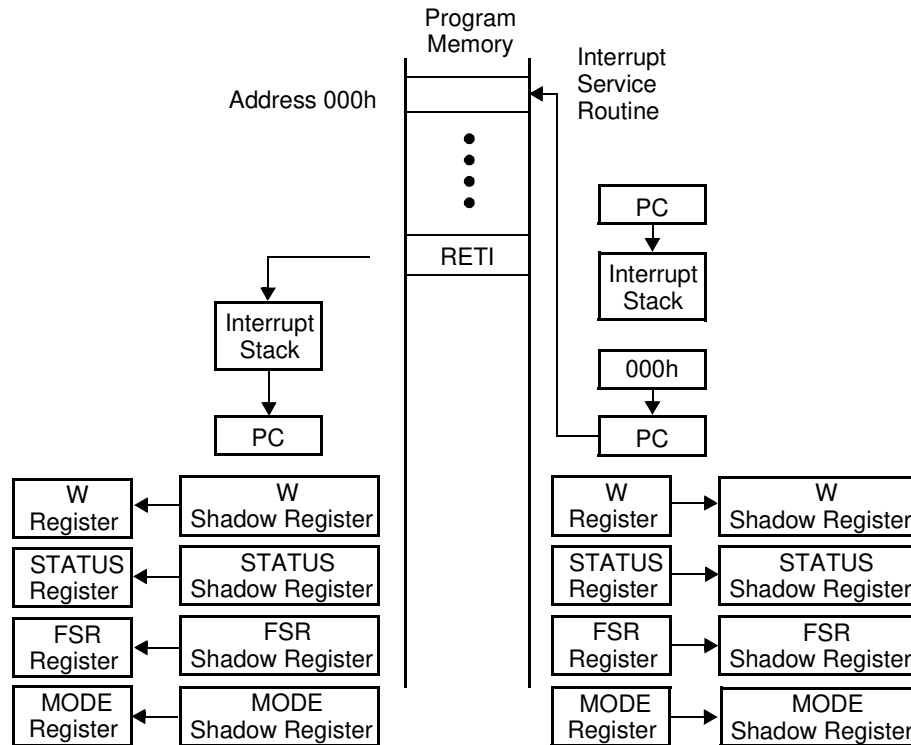 Program
Memory
Interrupt
Service
Routine
Address 000h
PC
RETI
Interrupt
Stack
Interrupt
Stack
000h
PC
PC
W
Register
W
Shadow Register
W
Register
W
Shadow Register
STATUS
Register
STATUS
Shadow Register
STATUS
Register
STATUS
Shadow Register
FSR
Register
FSR
Shadow Register
FSR
Register
FSR
Shadow Register
MODE
Register
MODE
Shadow Register
MODE
Register
MODE
Shadow Register